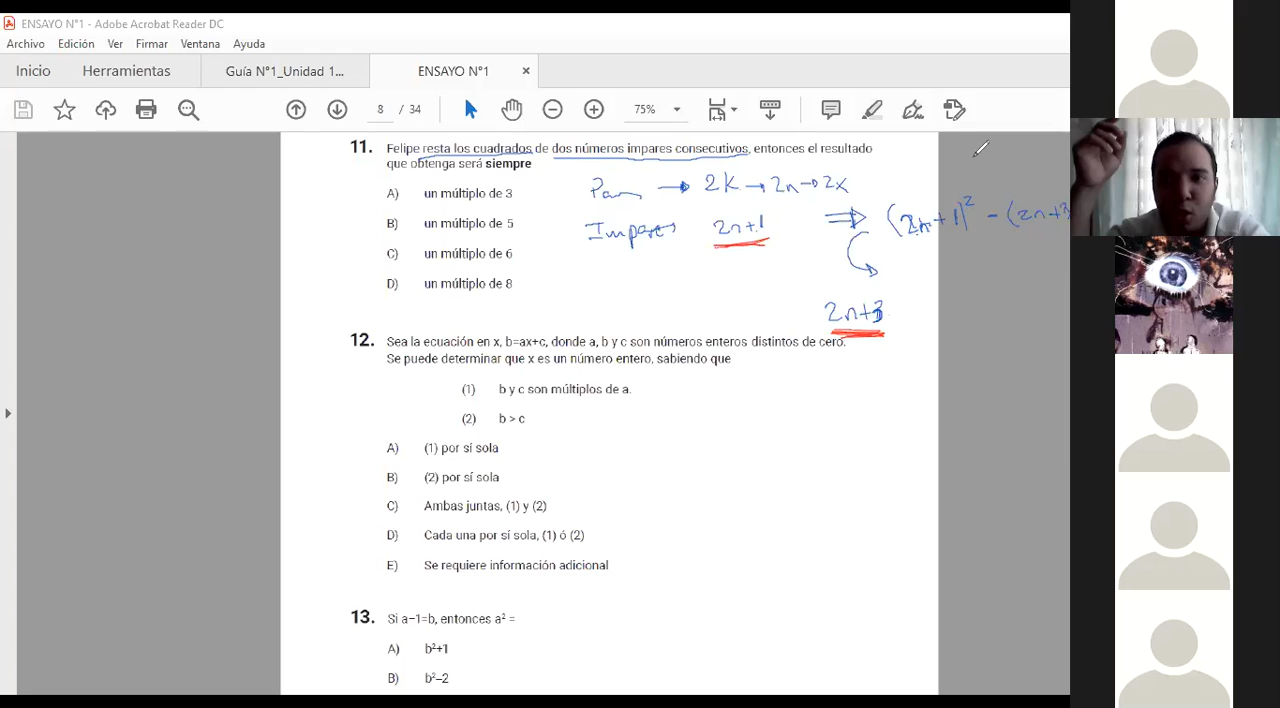 ENSAYO N°1 - Adobe Acrobat Reader DC
Archivo Edición Ver Firmar Ventana Ayuda
Inicio Herramientas Guía N°1_Unidad 1... ENSAYO N°1 ×
8 / 34 75%
11. Felipe resta los cuadrados de dos números impares consecutivos, entonces el resultado
que obtenga será siempre
A) un múltiplo de 3
B) un múltiplo de 5
C) un múltiplo de 6
D) un múltiplo de 8
Par → 2K → 2n → 2x
Impares 2n+1 ⇒ (2n+1)² - (2n+3
2n+3
12. Sea la ecuación en x, b=ax+c, donde a, b y c son números enteros distintos de cero.
Se puede determinar que x es un número entero, sabiendo que
(1) b y c son múltiplos de a.
(2) b > c
A) (1) por sí sola
B) (2) por sí sola
C) Ambas juntas, (1) y (2)
D) Cada una por sí sola, (1) ó (2)
E) Se requiere información adicional
13. Si a−1=b, entonces a² =
A) b²+1
B) b²−2